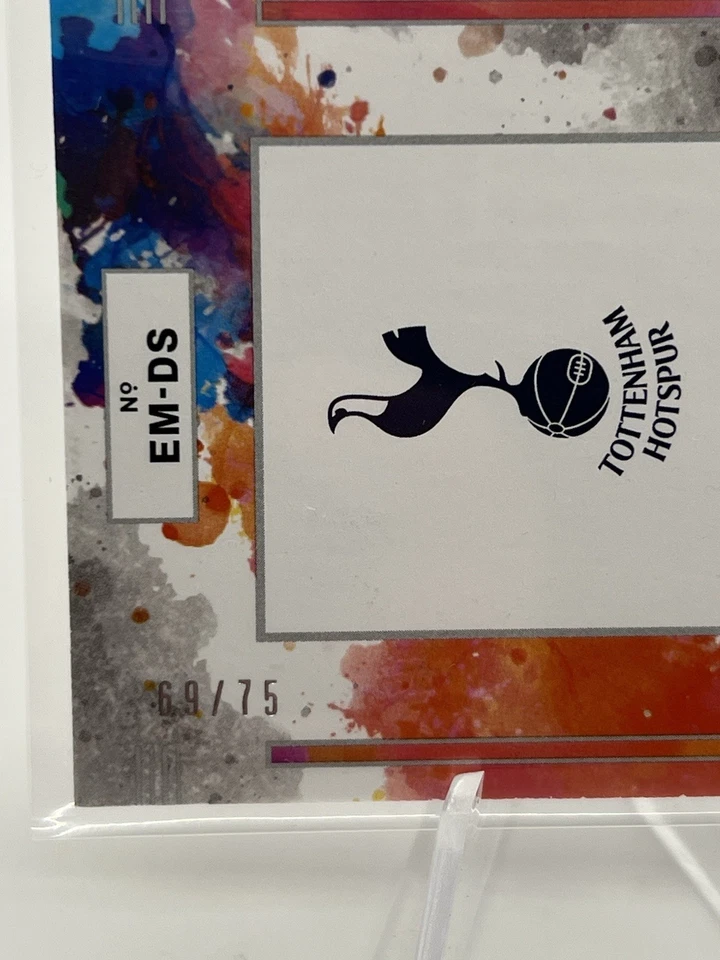 Nº
EM-DS
TOTTENHAM
HOTSPUR
69/75